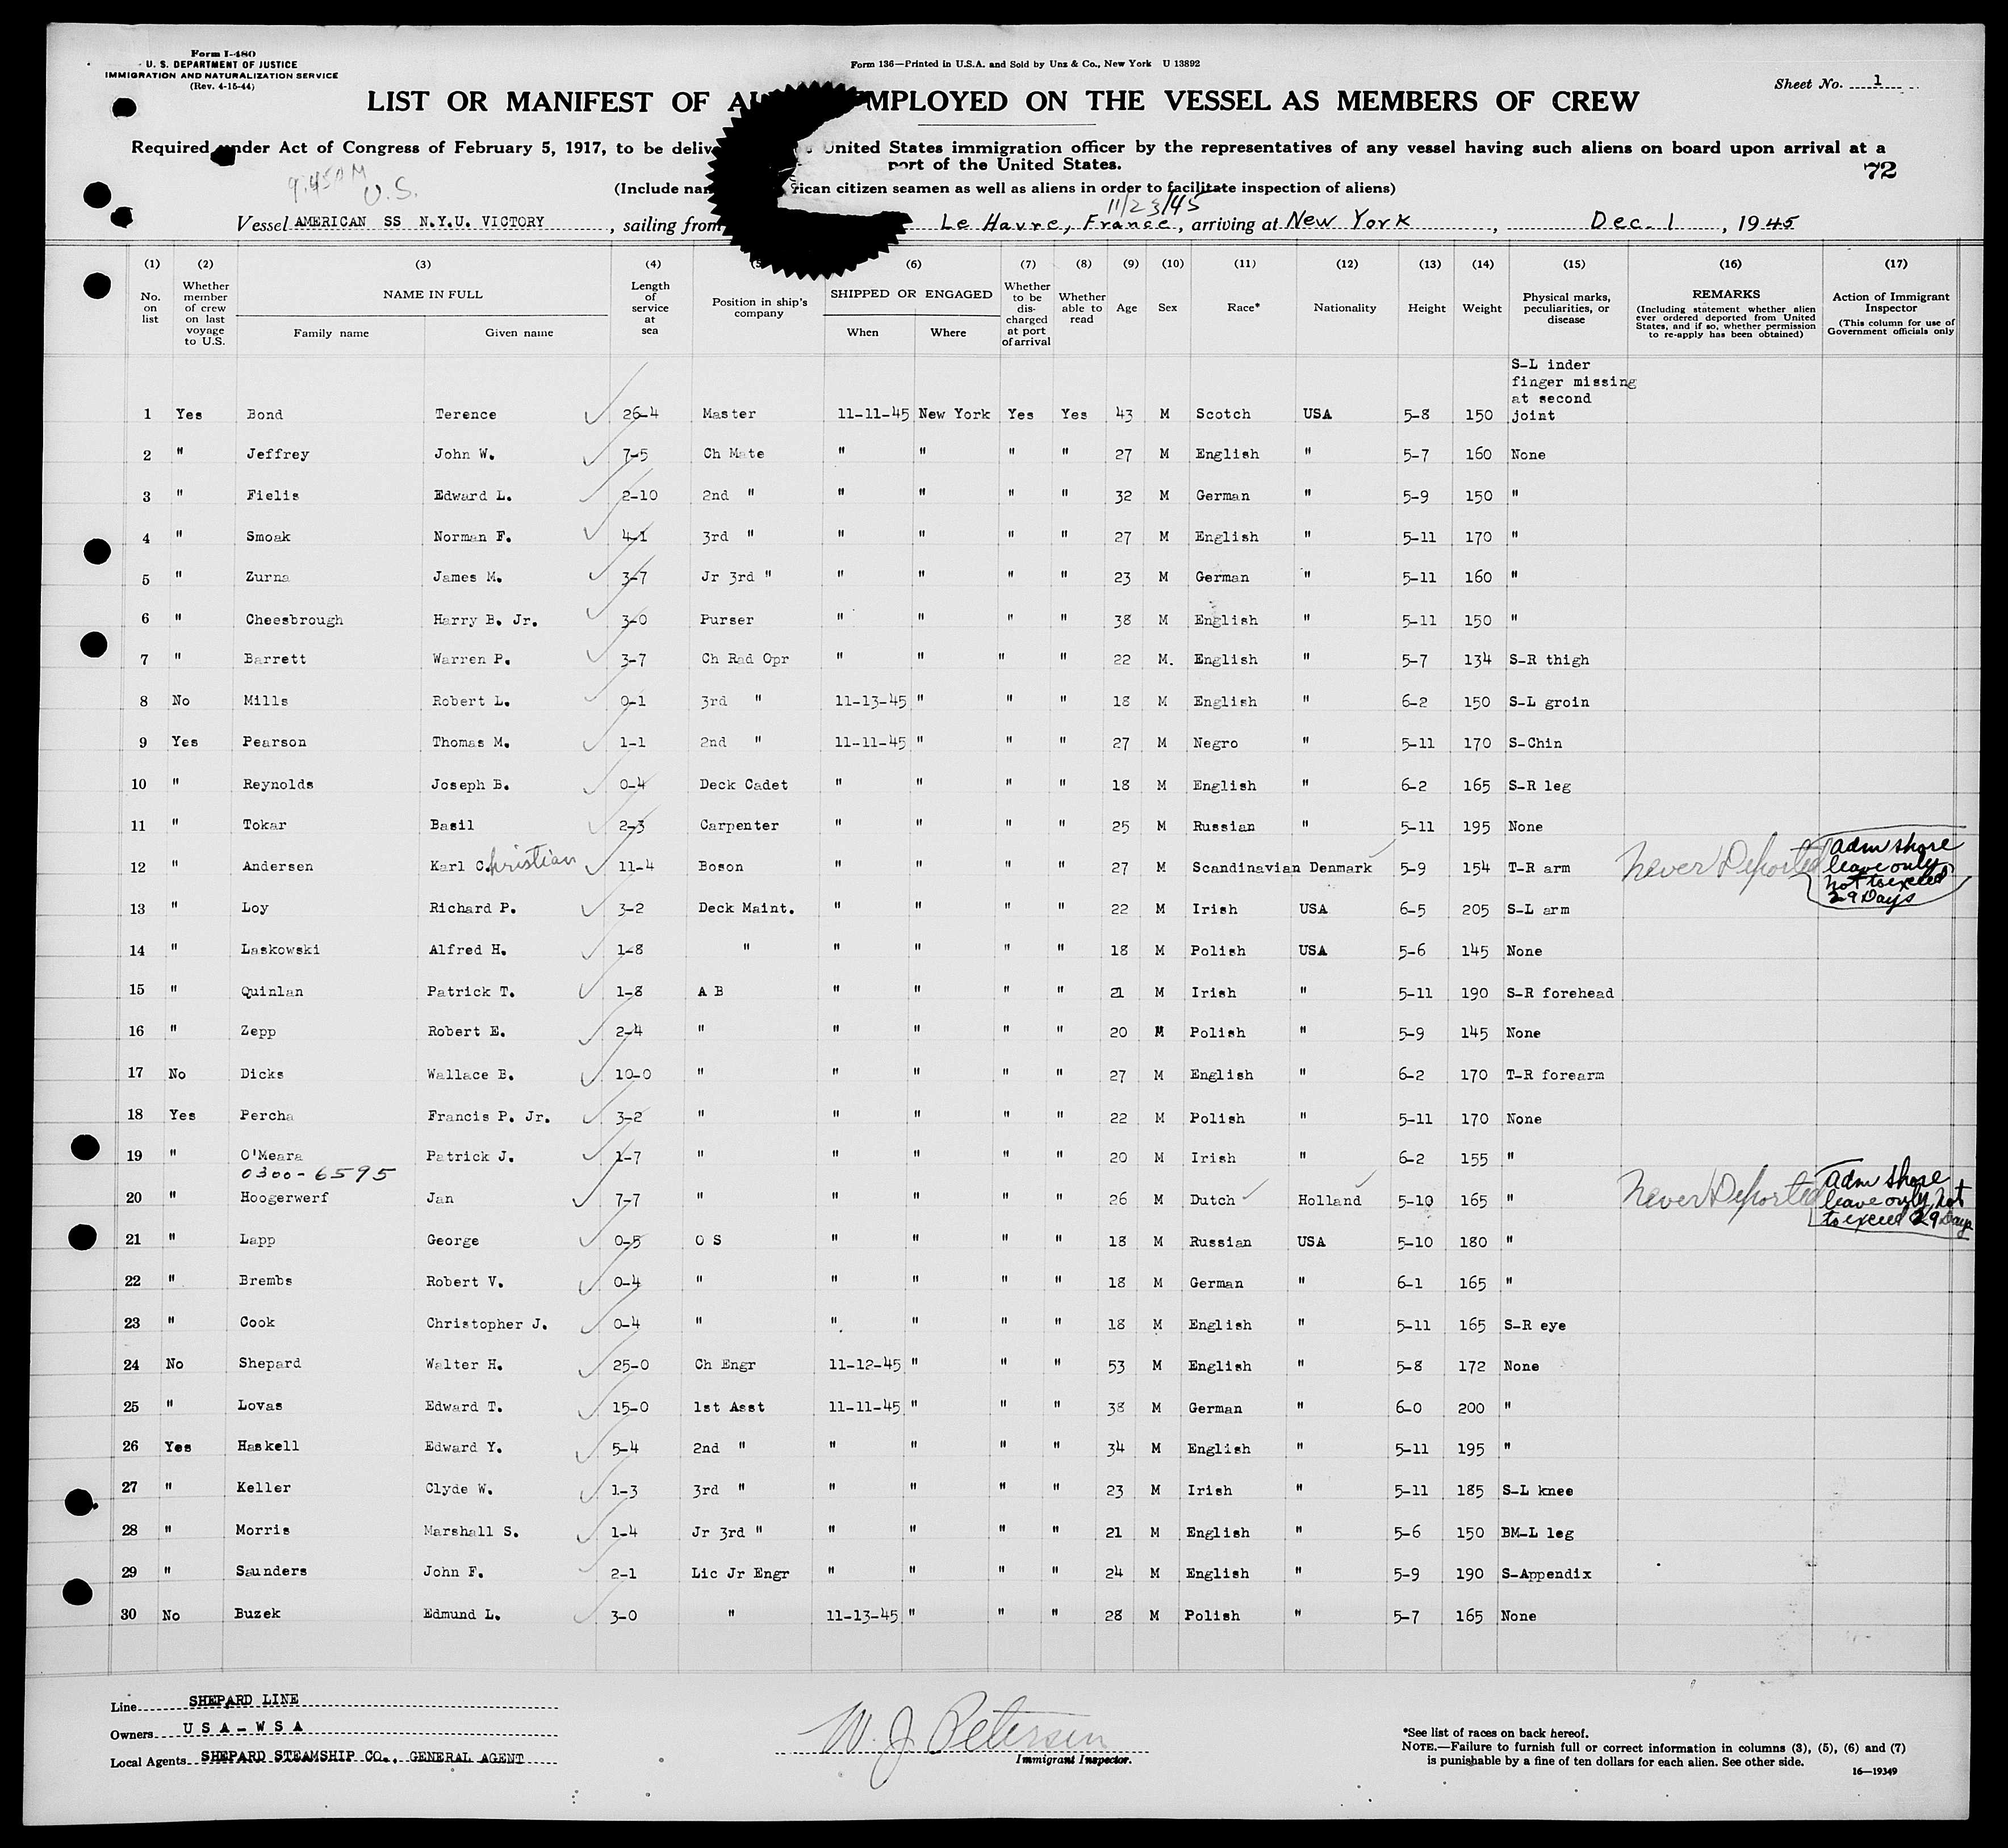 Form I-480
U. S. DEPARTMENT OF JUSTICE
IMMIGRATION AND NATURALIZATION SERVICE
(Rev. 4-15-44)
Form 136—Printed in U.S.A. and Sold by Unz & Co., New York U 13892
Sheet No. 1
LIST OR MANIFEST OF MPLOYED ON THE VESSEL AS MEMBERS OF CREW
Required under Act of Congress of February 5, 1917, to be deliv United States immigration officer by the representatives of any vessel having such aliens on board upon arrival at a
port of the United States.
72
9:45 AM U.S.
(Include nam ican citizen seamen as well as aliens in order to facilitate inspection of aliens)
11/23/45
Vessel AMERICAN SS N.Y.U. VICTORY, sailing from Le Havre, France, arriving at New York, Dec. 1, 1945
(1) (2) (3) (4) (6) (7) (8) (9) (10) (11) (12) (13) (14) (15) (16) (17)
No. on list
Whether member of crew on last voyage to U.S.
NAME IN FULL
Family name Given name
Length of service at sea
Position in ship's company
SHIPPED OR ENGAGED
When Where
Whether to be discharged at port of arrival
Whether able to read
Age Sex Race* Nationality Height Weight
Physical marks, peculiarities, or disease
REMARKS
(Including statement whether alien ever ordered deported from United States, and if so, whether permission to re-apply has been obtained)
Action of Immigrant Inspector
(This column for use of Government officials only
S-L inder
finger missing
at second
1 Yes Bond Terence 26-4 Master 11-11-45 New York Yes Yes 43 M Scotch USA 5-8 150 joint
2 " Jeffrey John W. 7-5 Ch Mate " " " " 27 M English " 5-7 160 None
3 " Fielis Edward L. 2-10 2nd " " " " " 32 M German " 5-9 150 "
4 " Smoak Norman F. 4-1 3rd " " " " " 27 M English " 5-11 170 "
5 " Zurna James M. 3-7 Jr 3rd " " " " " 23 M German " 5-11 160 "
6 " Cheesbrough Harry B. Jr. 3-0 Purser " " " " 38 M English " 5-11 150 "
7 " Barrett Warren P. 3-7 Ch Rad Opr " " " " 22 M. English " 5-7 134 S-R thigh
8 No Mills Robert L. 0-1 3rd " 11-13-45 " " " 18 M English " 6-2 150 S-L groin
9 Yes Pearson Thomas M. 1-1 2nd " 11-11-45 " " " 27 M Negro " 5-11 170 S-Chin
10 " Reynolds Joseph B. 0-4 Deck Cadet " " " " 18 M English " 6-2 165 S-R leg
11 " Tokar Basil 2-3 Carpenter " " " " 25 M Russian " 5-11 195 None
12 " Andersen Karl Christian 11-4 Boson " " " " 27 M Scandinavian Denmark 5-9 154 T-R arm Never Deported Adm shore leave only not to exceed 29 Days
13 " Loy Richard P. 3-2 Deck Maint. " " " " 22 M Irish USA 6-5 205 S-L arm
14 " Laskowski Alfred H. 1-8 " " " " " 18 M Polish USA 5-6 145 None
15 " Quinlan Patrick T. 1-8 A B " " " " 21 M Irish " 5-11 190 S-R forehead
16 " Zepp Robert E. 2-4 " " " " " 20 M Polish " 5-9 145 None
17 No Dicks Wallace B. 10-0 " " " " " 27 M English " 6-2 170 T-R forearm
18 Yes Percha Francis P. Jr. 3-2 " " " " " 22 M Polish " 5-11 170 None
19 " O'Meara Patrick J. 1-7 " " " " " 20 M Irish " 6-2 155 "
0300-6595
20 " Hoogerwerf Jan 7-7 " " " " " 26 M Dutch Holland 5-10 165 " Never Deported Adm shore leave only, not to exceed 29 Days
21 " Lapp George 0-5 O S " " " " 18 M Russian USA 5-10 180 "
22 " Brembs Robert V. 0-4 " " " " " 18 M German " 6-1 165 "
23 " Cook Christopher J. 0-4 " " " " " 18 M English " 5-11 165 S-R eye
24 No Shepard Walter H. 25-0 Ch Engr 11-12-45 " " " 53 M English " 5-8 172 None
25 " Lovas Edward T. 15-0 1st Asst 11-11-45 " " " 38 M German " 6-0 200 "
26 Yes Haskell Edward Y. 5-4 2nd " " " " " 34 M English " 5-11 195 "
27 " Keller Clyde W. 1-3 3rd " " " " " 23 M Irish " 5-11 185 S-L knee
28 " Morris Marshall S. 1-4 Jr 3rd " " " " " 21 M English " 5-6 150 BM-L leg
29 " Saunders John F. 2-1 Lic Jr Engr " " " " 24 M English " 5-9 190 S-Appendix
30 No Buzek Edmund L. 3-0 " 11-13-45 " " " 28 M Polish " 5-7 165 None
Line SHEPARD LINE
Owners U S A - W S A
Local Agents SHEPARD STEAMSHIP CO., GENERAL AGENT
W. J. Petersen
Immigrant Inspector.
*See list of races on back hereof.
NOTE.—Failure to furnish full or correct information in columns (3), (5), (6) and (7)
is punishable by a fine of ten dollars for each alien. See other side.
16—19349